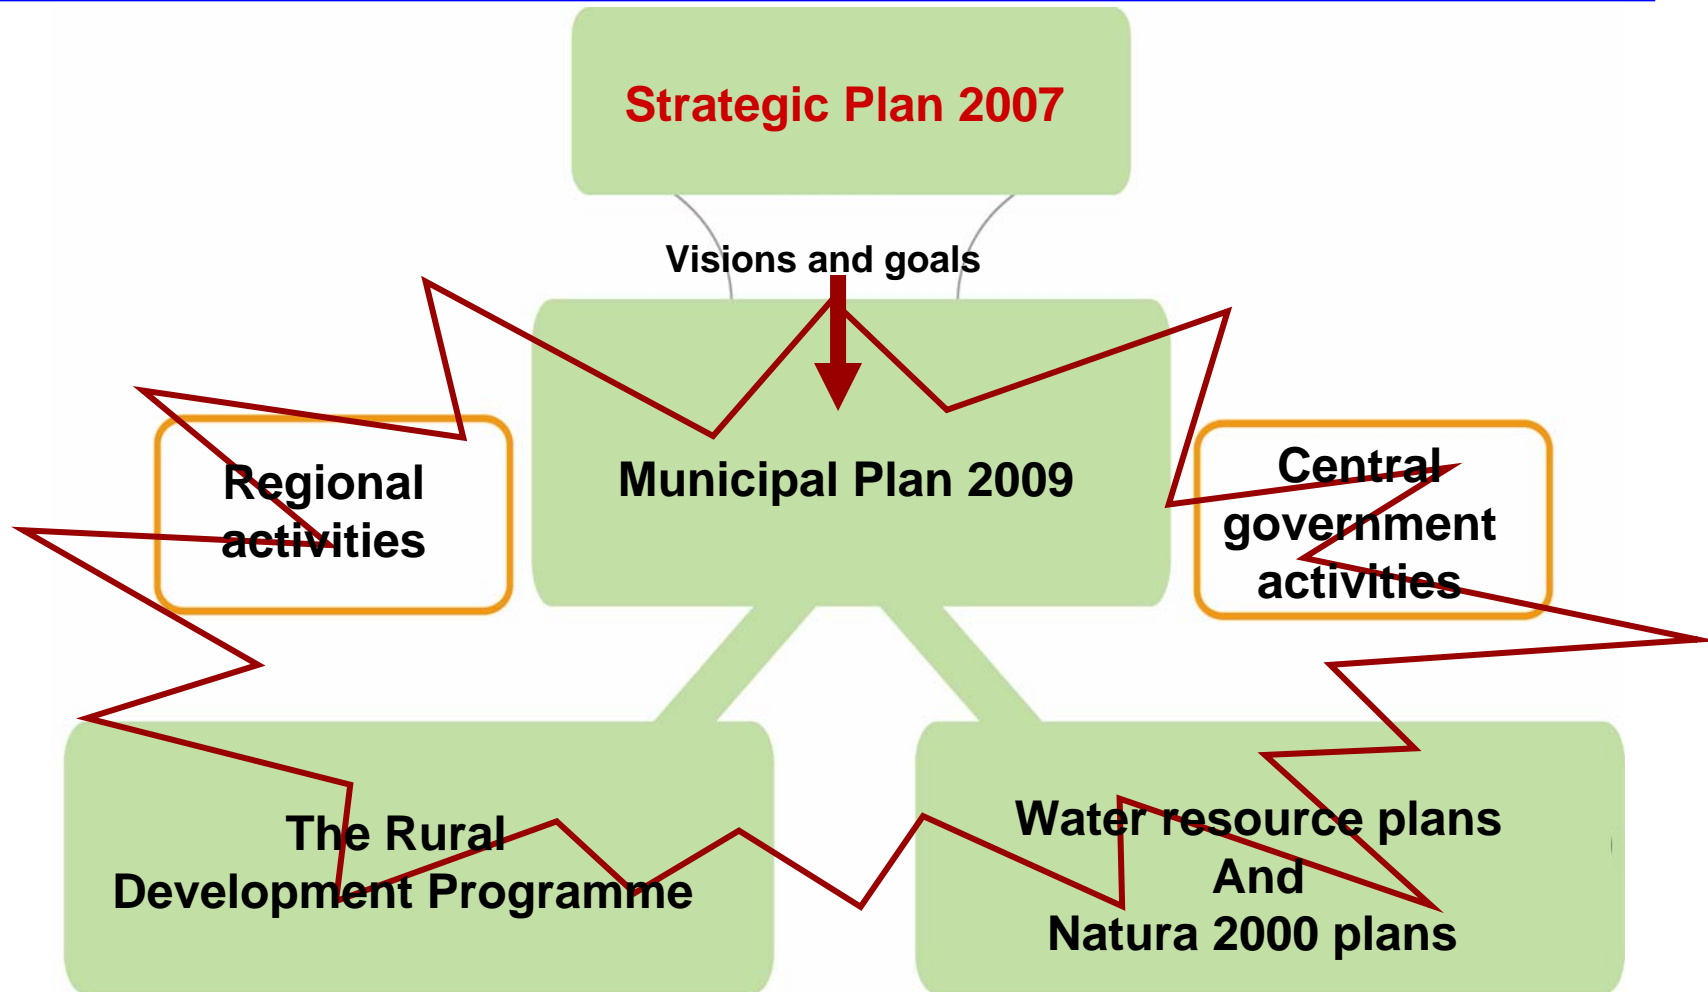 Strategic Plan 2007
Visions and goals
Regional
activities
Municipal Plan 2009
Central
government
activities
The Rural
Development Programme
Water resource plans
And
Natura 2000 plans